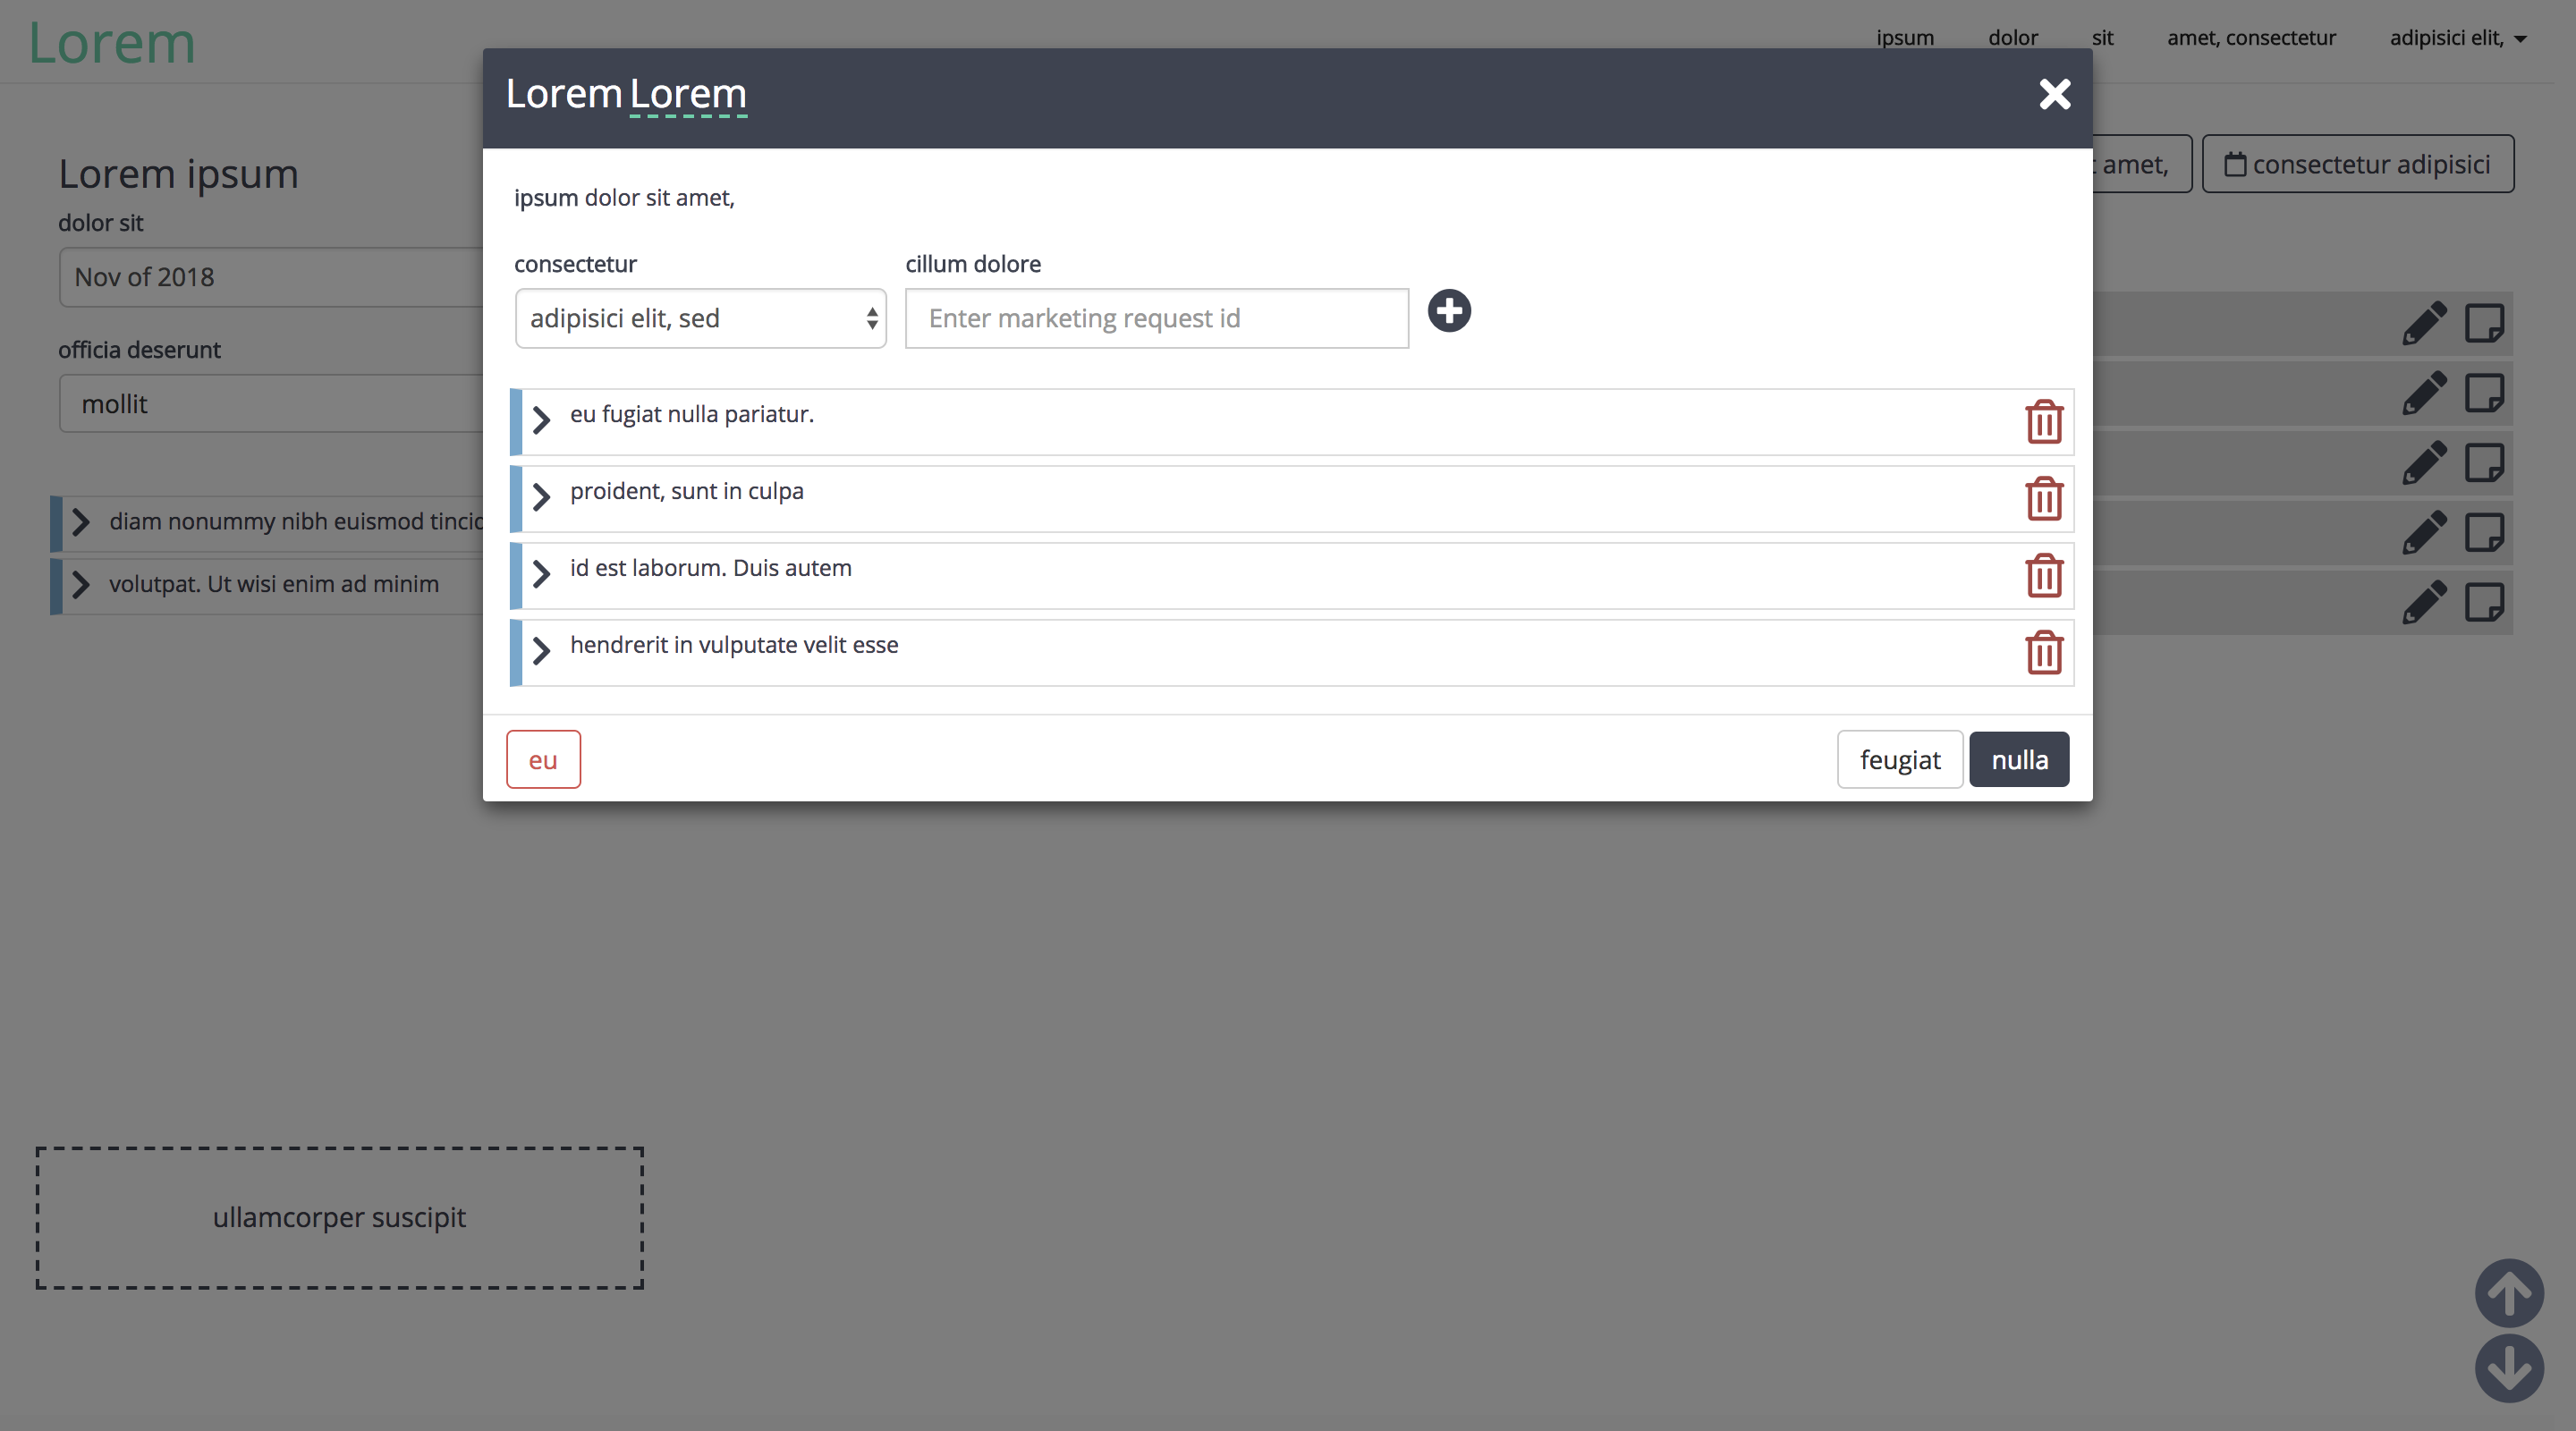 Lorem
ipsum dolor sit amet, consectetur adipisici elit,
Lorem Lorem
Lorem ipsum
dolor sit
Nov of 2018
officia deserunt
mollit
diam nonummy nibh euismod
volutpat. Ut wisi enim ad minim
ullamcorper suscipit
ipsum dolor sit amet,
consectetur
adipisici elit, sed
cillum dolore
Enter marketing request id
eu fugiat nulla pariatur.
proident, sunt in culpa
id est laborum. Duis autem
hendrerit in vulputate velit esse
eu
feugiat
nulla
amet,
consectetur adipisici